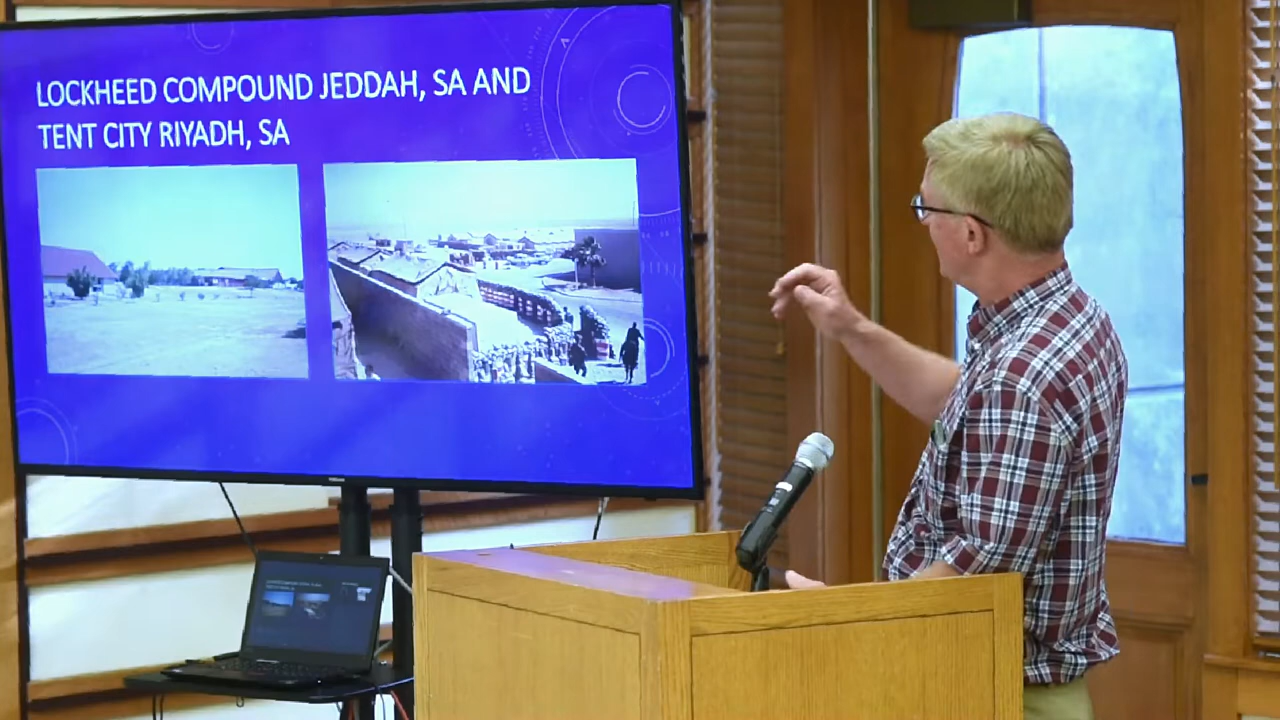 LOCKHEED COMPOUND JEDDAH, SA AND
TENT CITY RIYADH, SA